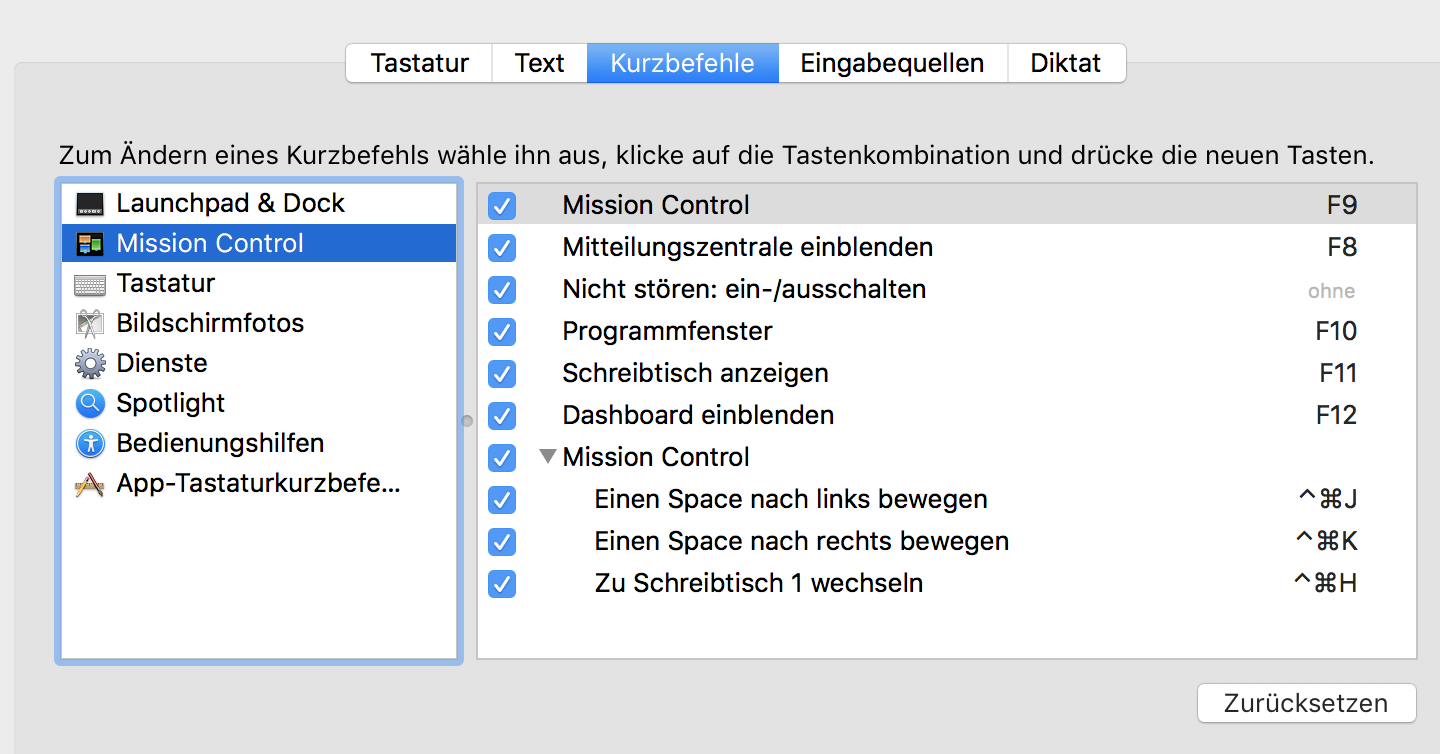 Tastatur Text Kurzbefehle Eingabequellen Diktat
Zum Ändern eines Kurzbefehls wähle ihn aus, klicke auf die Tastenkombination und drücke die neuen Tasten.
Launchpad & Dock
Mission Control
Tastatur
Bildschirmfotos
Dienste
Spotlight
Bedienungshilfen
App-Tastaturkurzbefe...
Mission Control F9
Mitteilungszentrale einblenden F8
Nicht stören: ein-/ausschalten ohne
Programmfenster F10
Schreibtisch anzeigen F11
Dashboard einblenden F12
Mission Control
Einen Space nach links bewegen ^⌘J
Einen Space nach rechts bewegen ^⌘K
Zu Schreibtisch 1 wechseln ^⌘H
Zurücksetzen